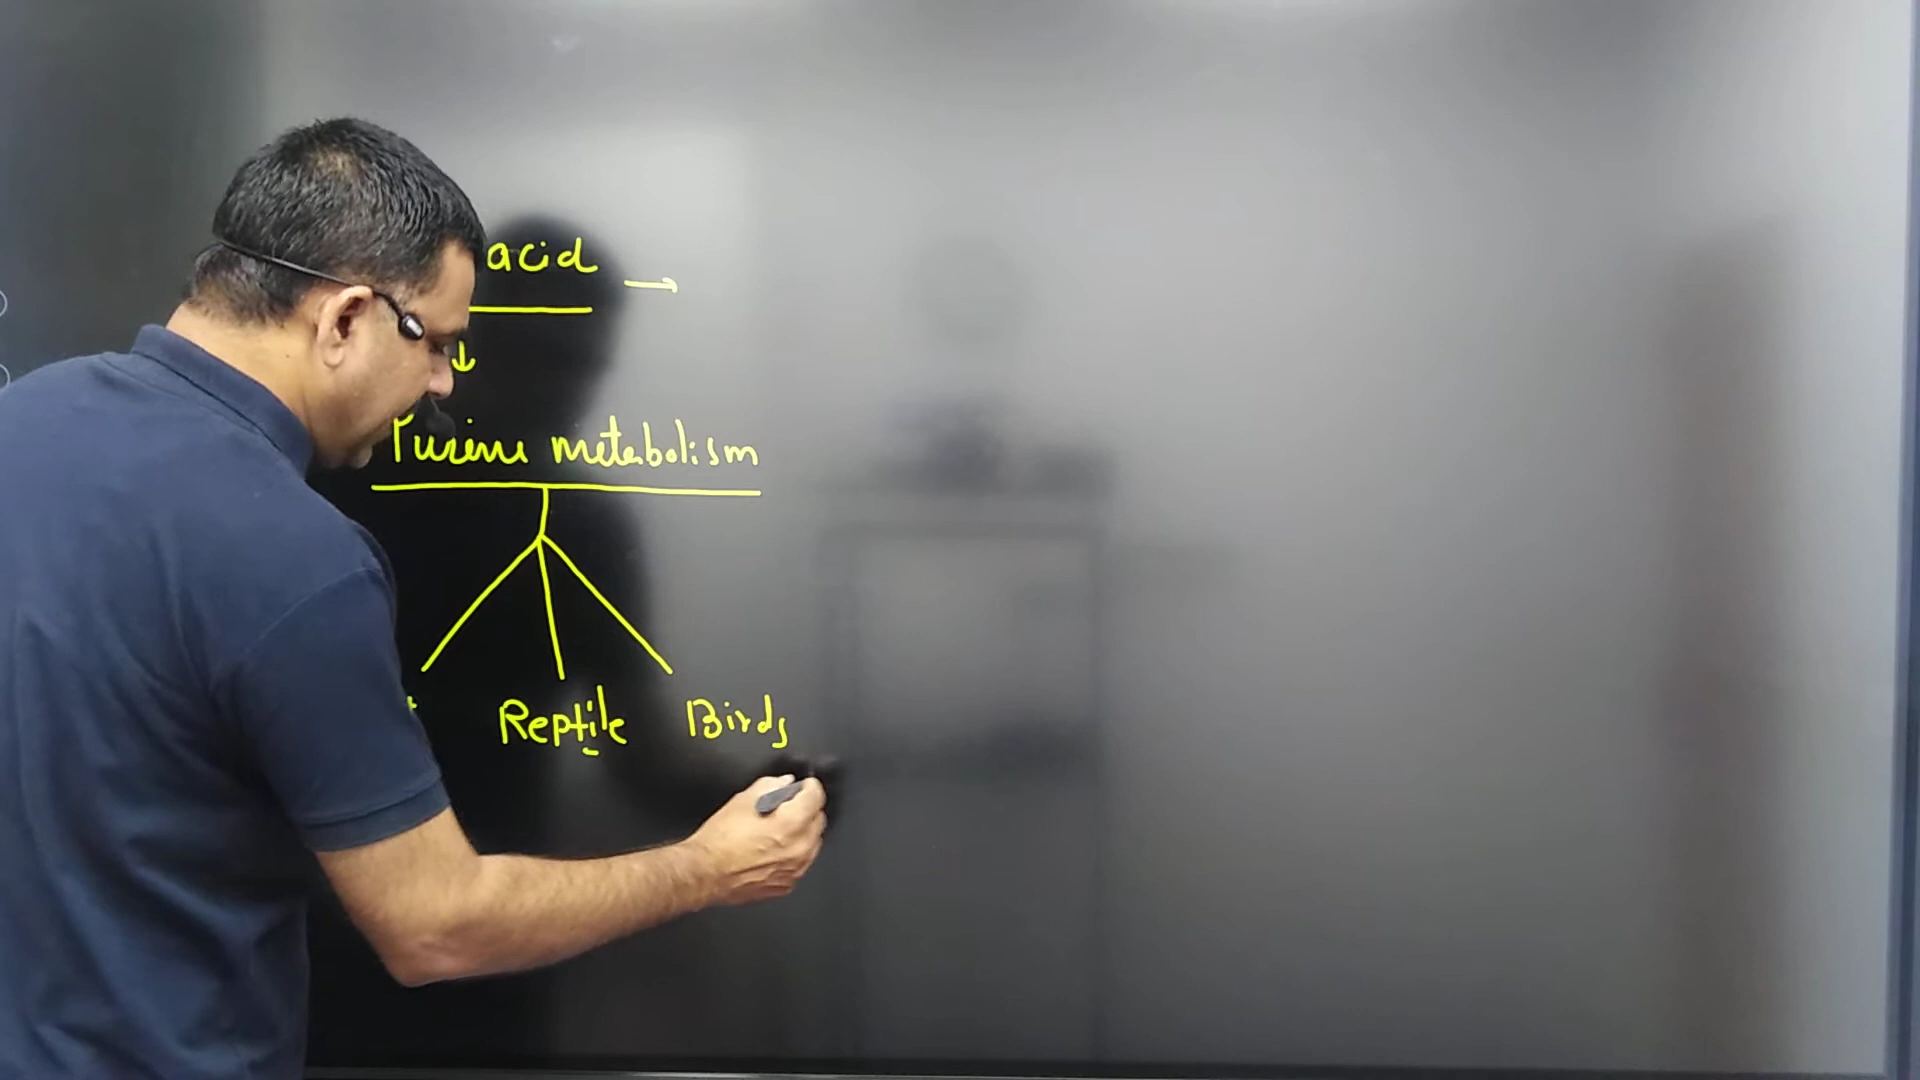 acid →
↓
Purine metabolism
Reptile Birds